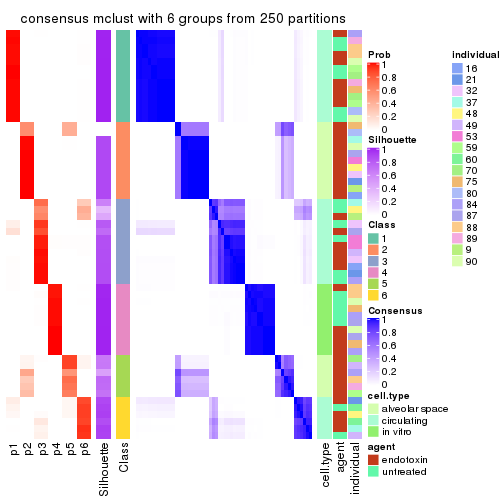 consensus mclust with 6 groups from 250 partitions
Prob
1
0.8
0.6
0.4
0.2
0
Silhouette
1
0.8
0.6
0.4
0.2
0
Class
1
2
3
4
5
6
Consensus
1
0.8
0.6
0.4
0.2
0
cell.type
alveolar space
circulating
in vitro
agent
endotoxin
untreated
individual
16
21
32
37
48
49
53
59
60
70
75
80
84
87
88
89
9
90
p1
p2
p3
p4
p5
p6
Silhouette
Class
cell.type
agent
individual